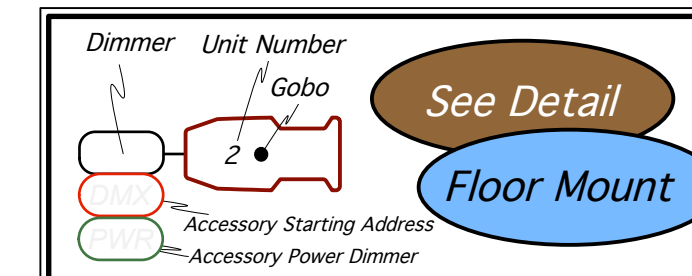 Dimmer
Unit Number
Gobo
2
DMX
PWR
Accessory Starting Address
Accessory Power Dimmer
See Detail
Floor Mount